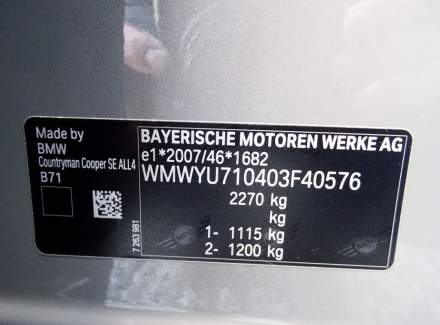 Made by
BMW
Countryman Cooper SE ALL4
B71
7 263 981
BAYERISCHE MOTOREN WERKE AG
e1*2007/46*1682
WMWYU710403F40576
2270 kg
kg
1- 1115 kg
2- 1200 kg